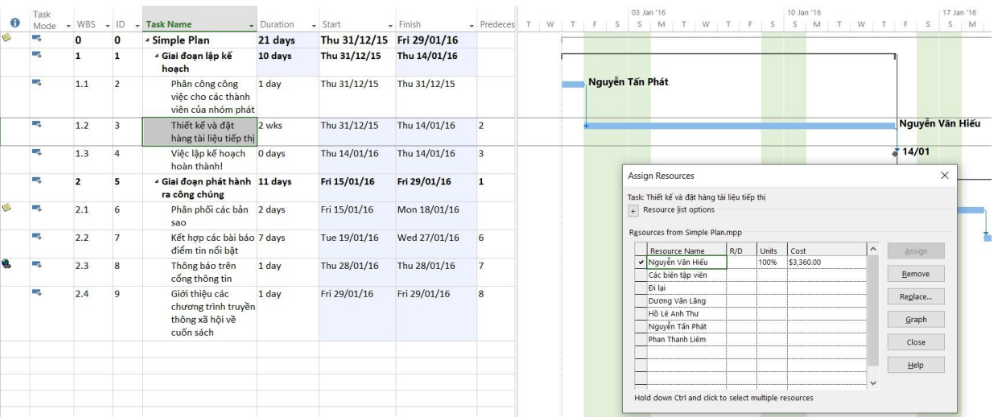 03 Jan '16 10 Jan '16 17 Jan '16
Task Mode WBS ID Task Name Duration Start Finish Predeces
T W T F S S M T W T F S S M T W T F S S M
0 0 Simple Plan 21 days Thu 31/12/15 Fri 29/01/16
1 1 Giai đoạn lập kế hoạch 10 days Thu 31/12/15 Thu 14/01/16
1.1 2 Phân công công việc cho các thành viên của nhóm phát 1 day Thu 31/12/15 Thu 31/12/15
Nguyễn Tấn Phát
1.2 3 Thiết kế và đặt hàng tài liệu tiếp thị 2 wks Thu 31/12/15 Thu 14/01/16 2
Nguyễn Văn Hiếu
1.3 4 Việc lập kế hoạch hoàn thành! 0 days Thu 14/01/16 Thu 14/01/16 3
14/01
2 5 Giai đoạn phát hành ra công chúng 11 days Fri 15/01/16 Fri 29/01/16 1
2.1 6 Phân phối các bản sao 2 days Fri 15/01/16 Mon 18/01/16
2.2 7 Kết hợp các bài báo điểm tin nổi bật 7 days Tue 19/01/16 Wed 27/01/16 6
2.3 8 Thông báo trên cổng thông tin 1 day Thu 28/01/16 Thu 28/01/16 7
2.4 9 Giới thiệu các chương trình truyền thông xã hội về cuốn sách 1 day Fri 29/01/16 Fri 29/01/16 8
Assign Resources
Task: Thiết kế và đặt hàng tài liệu tiếp thị
+ Resource list options
Resources from Simple Plan.mpp
Resource Name R/D Units Cost
Nguyễn Văn Hiếu 100% $3,360.00
Các biên tập viên
Đi lại
Dương Văn Lăng
Hồ Lê Anh Thư
Nguyễn Tấn Phát
Phan Thanh Liêm
Assign
Remove
Replace...
Graph
Close
Help
Hold down Ctrl and click to select multiple resources